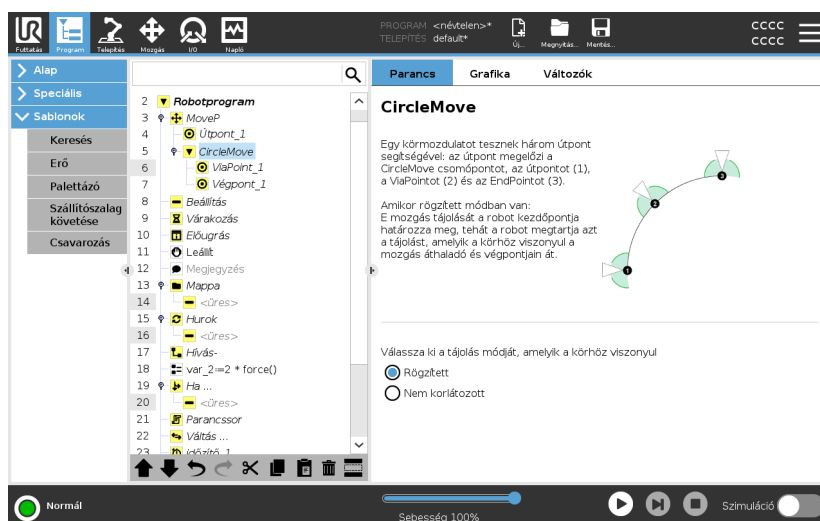 UR
Futtatás
Program
Telepítés
Mozgás
I/O
Napló
PROGRAM <névtelen>*
TELEPÍTÉS default*
Új...
Megnyitás...
Mentés...
CCCC
CCCC
Alap
Speciális
Sablonok
Keresés
Erő
Palettázó
Szállítószalag
követése
Csavarozás
2 Robotprogram
3 MoveP
4 Útpont_1
5 CircleMove
6 ViaPoint_1
7 Végpont_1
8 Beállítás
9 Várakozás
10 Előugrás
11 Leállít
12 Megjegyzés
13 Mappa
14 <üres>
15 Hurok
16 <üres>
17 Hívás-
18 var_2≔2 * force()
19 Ha ...
20 <üres>
21 Parancssor
22 Váltás ...
23 időzítő_1
Parancs
Grafika
Változók
CircleMove
Egy körmozdulatot tesznek három útpont
segítségével: az útpont megelőzi a
CircleMove csomópontot, az útpontot (1),
a ViaPointot (2) és az EndPointot (3).
Amikor rögzített módban van:
E mozgás tájolását a robot kezdőpontja
határozza meg, tehát a robot megtartja azt
a tájolást, amelyik a körhöz viszonyul a
mozgás áthaladó és végpontjain át.
1
2
3
Válassza ki a tájolás módját, amelyik a körhöz viszonyul
Rögzített
Nem korlátozott
Normál
Sebesség 100%
Szimuláció